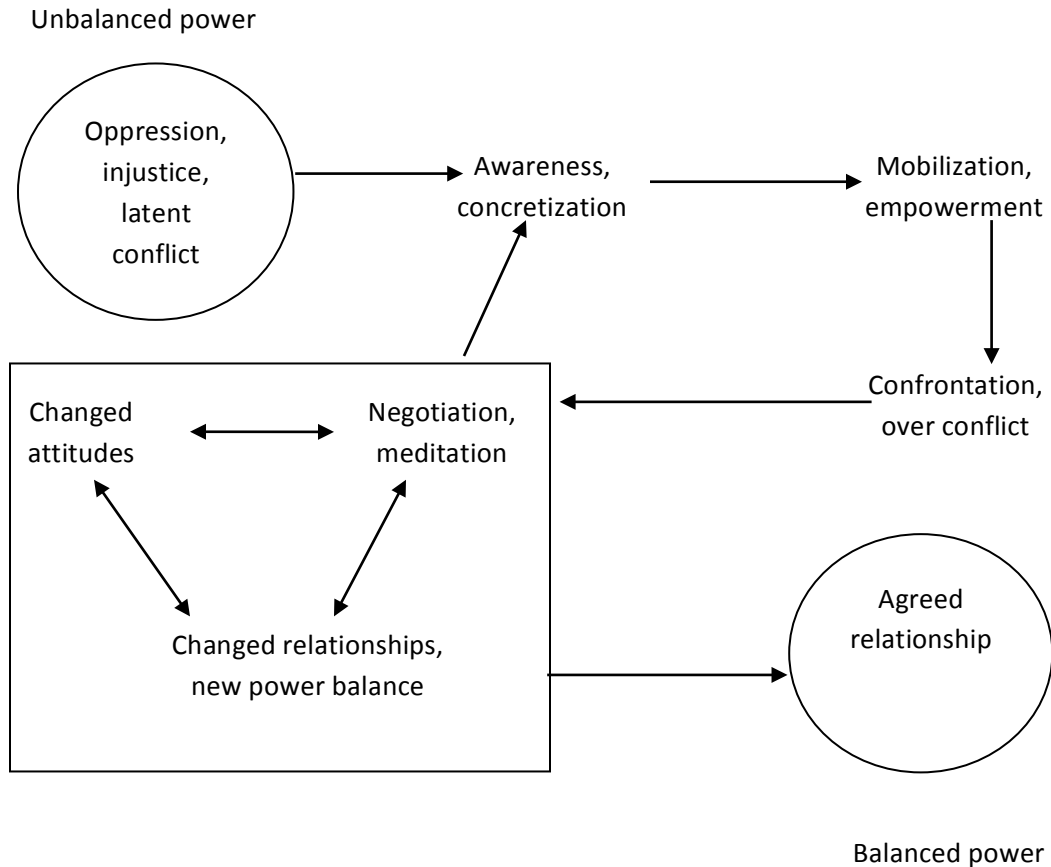 Unbalanced power
Oppression,
injustice,
latent
conflict
Awareness,
concretization
Mobilization,
empowerment
Changed
attitudes
Negotiation,
meditation
Confrontation,
over conflict
Changed relationships,
new power balance
Agreed
relationship
Balanced power